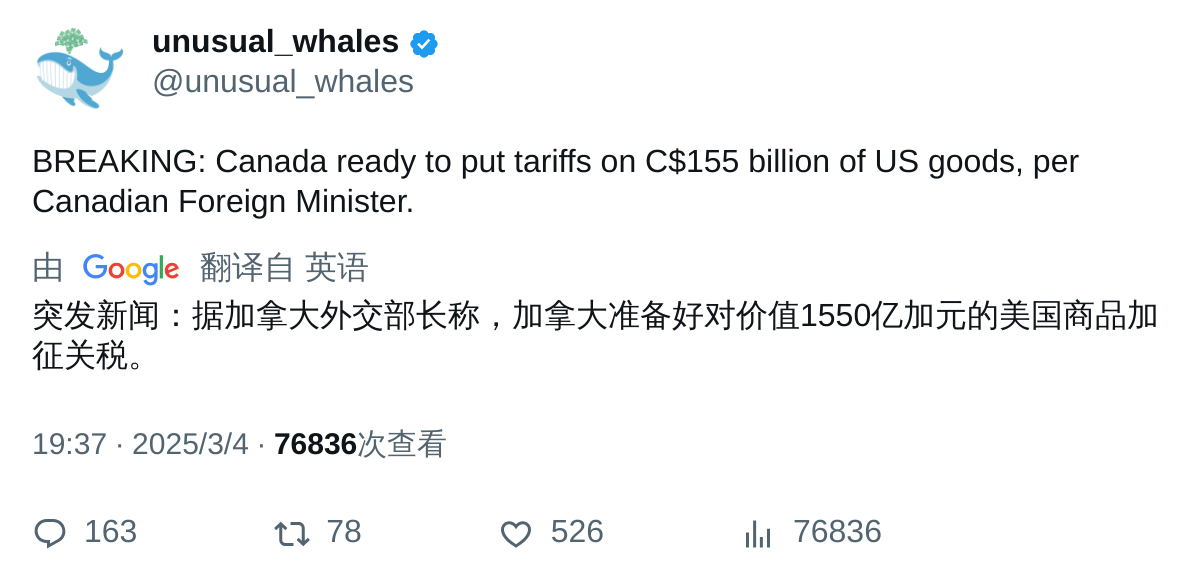 unusual_whales
@unusual_whales
BREAKING: Canada ready to put tariffs on C$155 billion of US goods, per
Canadian Foreign Minister.
由 Google 翻译自 英语
突发新闻：据加拿大外交部长称，加拿大准备好对价值1550亿加元的美国商品加
征关税。
19:37 · 2025/3/4 · 76836次查看
163 78 526 76836